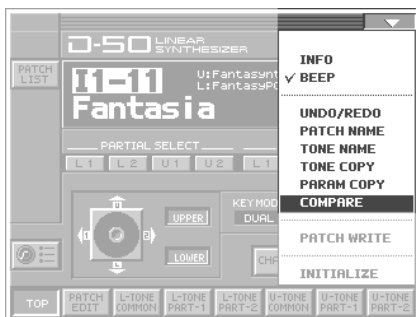 D-50 LINEAR SYNTHESIZER
PATCH LIST
I1-11
U:Fantasynt
L:FantasyPC
Fantasia
PARTIAL SELECT
L1 L2 U1 U2 L1
U
1 2
L
UPPER
LOWER
KEY MOD
DUAL
CHA
TOP
PATCH EDIT
L-TONE COMMON
L-TONE PART-1
L-TONE PART-2
U-TONE COMMON
U-TONE PART-1
U-TONE PART-2
INFO
✓ BEEP
UNDO/REDO
PATCH NAME
TONE NAME
TONE COPY
PARAM COPY
COMPARE
PATCH WRITE
INITIALIZE